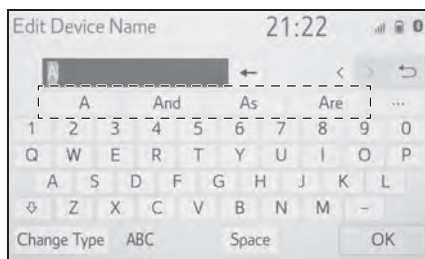 Edit Device Name 21:22
A
A And As Are ...
1 2 3 4 5 6 7 8 9 0
Q W E R T Y U I O P
A S D F G H J K L
Z X C V B N M -
Change Type ABC Space OK